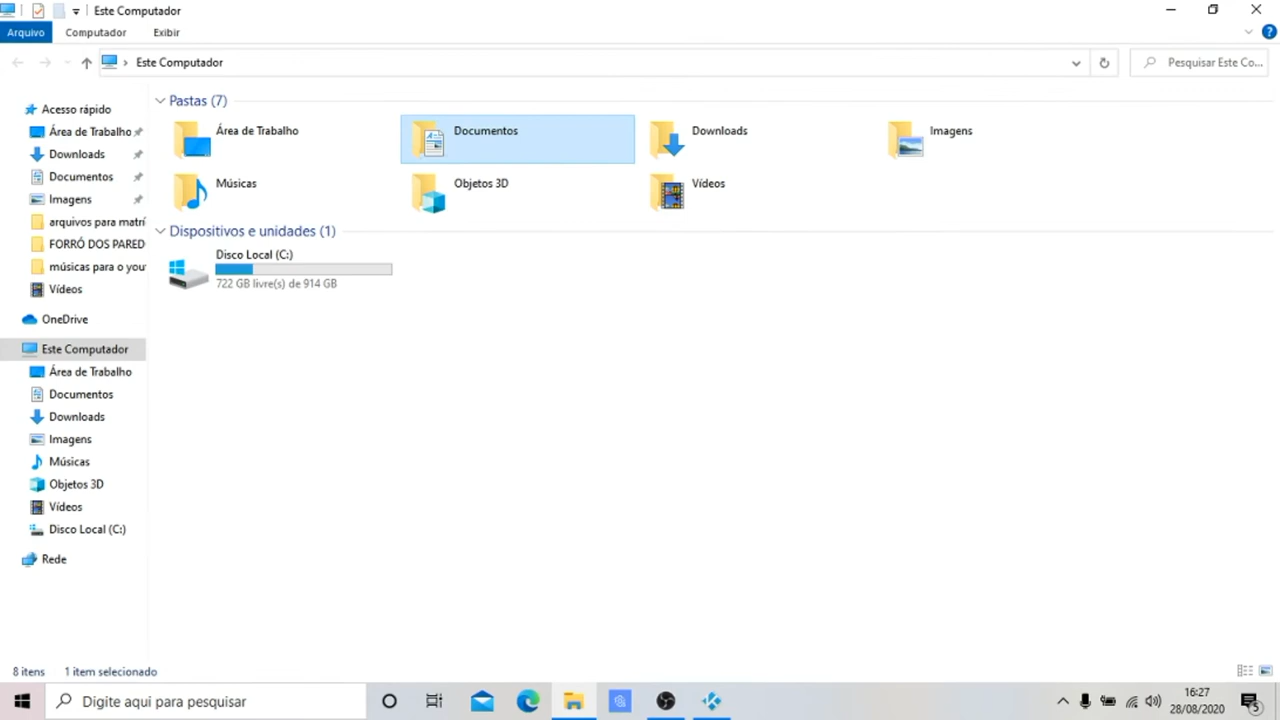 Este Computador
Arquivo Computador Exibir
Este Computador
Pesquisar Este Co...
Acesso rápido
Área de Trabalho
Downloads
Documentos
Imagens
arquivos para matrí
FORRÓ DOS PARED
músicas para o you
Vídeos
OneDrive
Este Computador
Área de Trabalho
Documentos
Downloads
Imagens
Músicas
Objetos 3D
Vídeos
Disco Local (C:)
Rede
Pastas (7)
Área de Trabalho Documentos Downloads Imagens
Músicas Objetos 3D Vídeos
Dispositivos e unidades (1)
Disco Local (C:)
722 GB livre(s) de 914 GB
8 itens 1 item selecionado
Digite aqui para pesquisar
16:27
28/08/2020
5